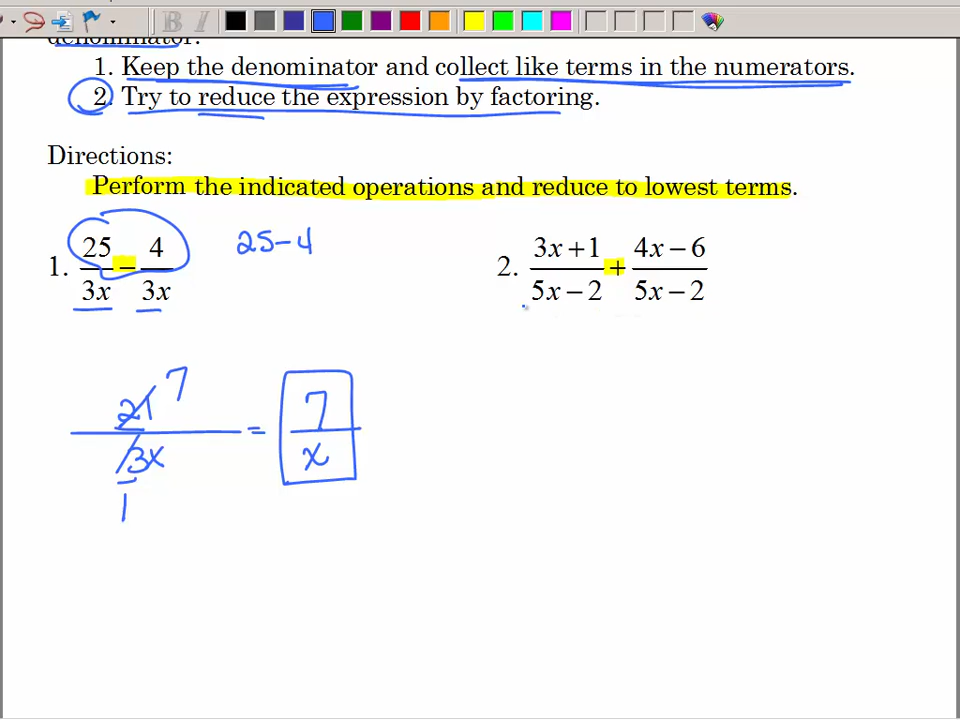 denominator:
1. Keep the denominator and collect like terms in the numerators.
2. Try to reduce the expression by factoring.
Directions:
Perform the indicated operations and reduce to lowest terms.
1. 25/3x − 4/3x
25-4
21/3x = 7/x
7
1
2. 3x+1/5x−2 + 4x−6/5x−2
B I